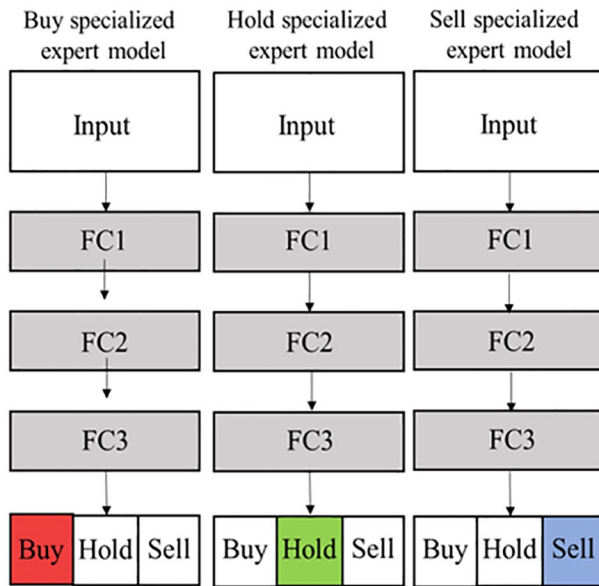 Buy specialized
expert model
Hold specialized
expert model
Sell specialized
expert model
Input
Input
Input
FC1
FC1
FC1
FC2
FC2
FC2
FC3
FC3
FC3
Buy Hold Sell
Buy Hold Sell
Buy Hold Sell